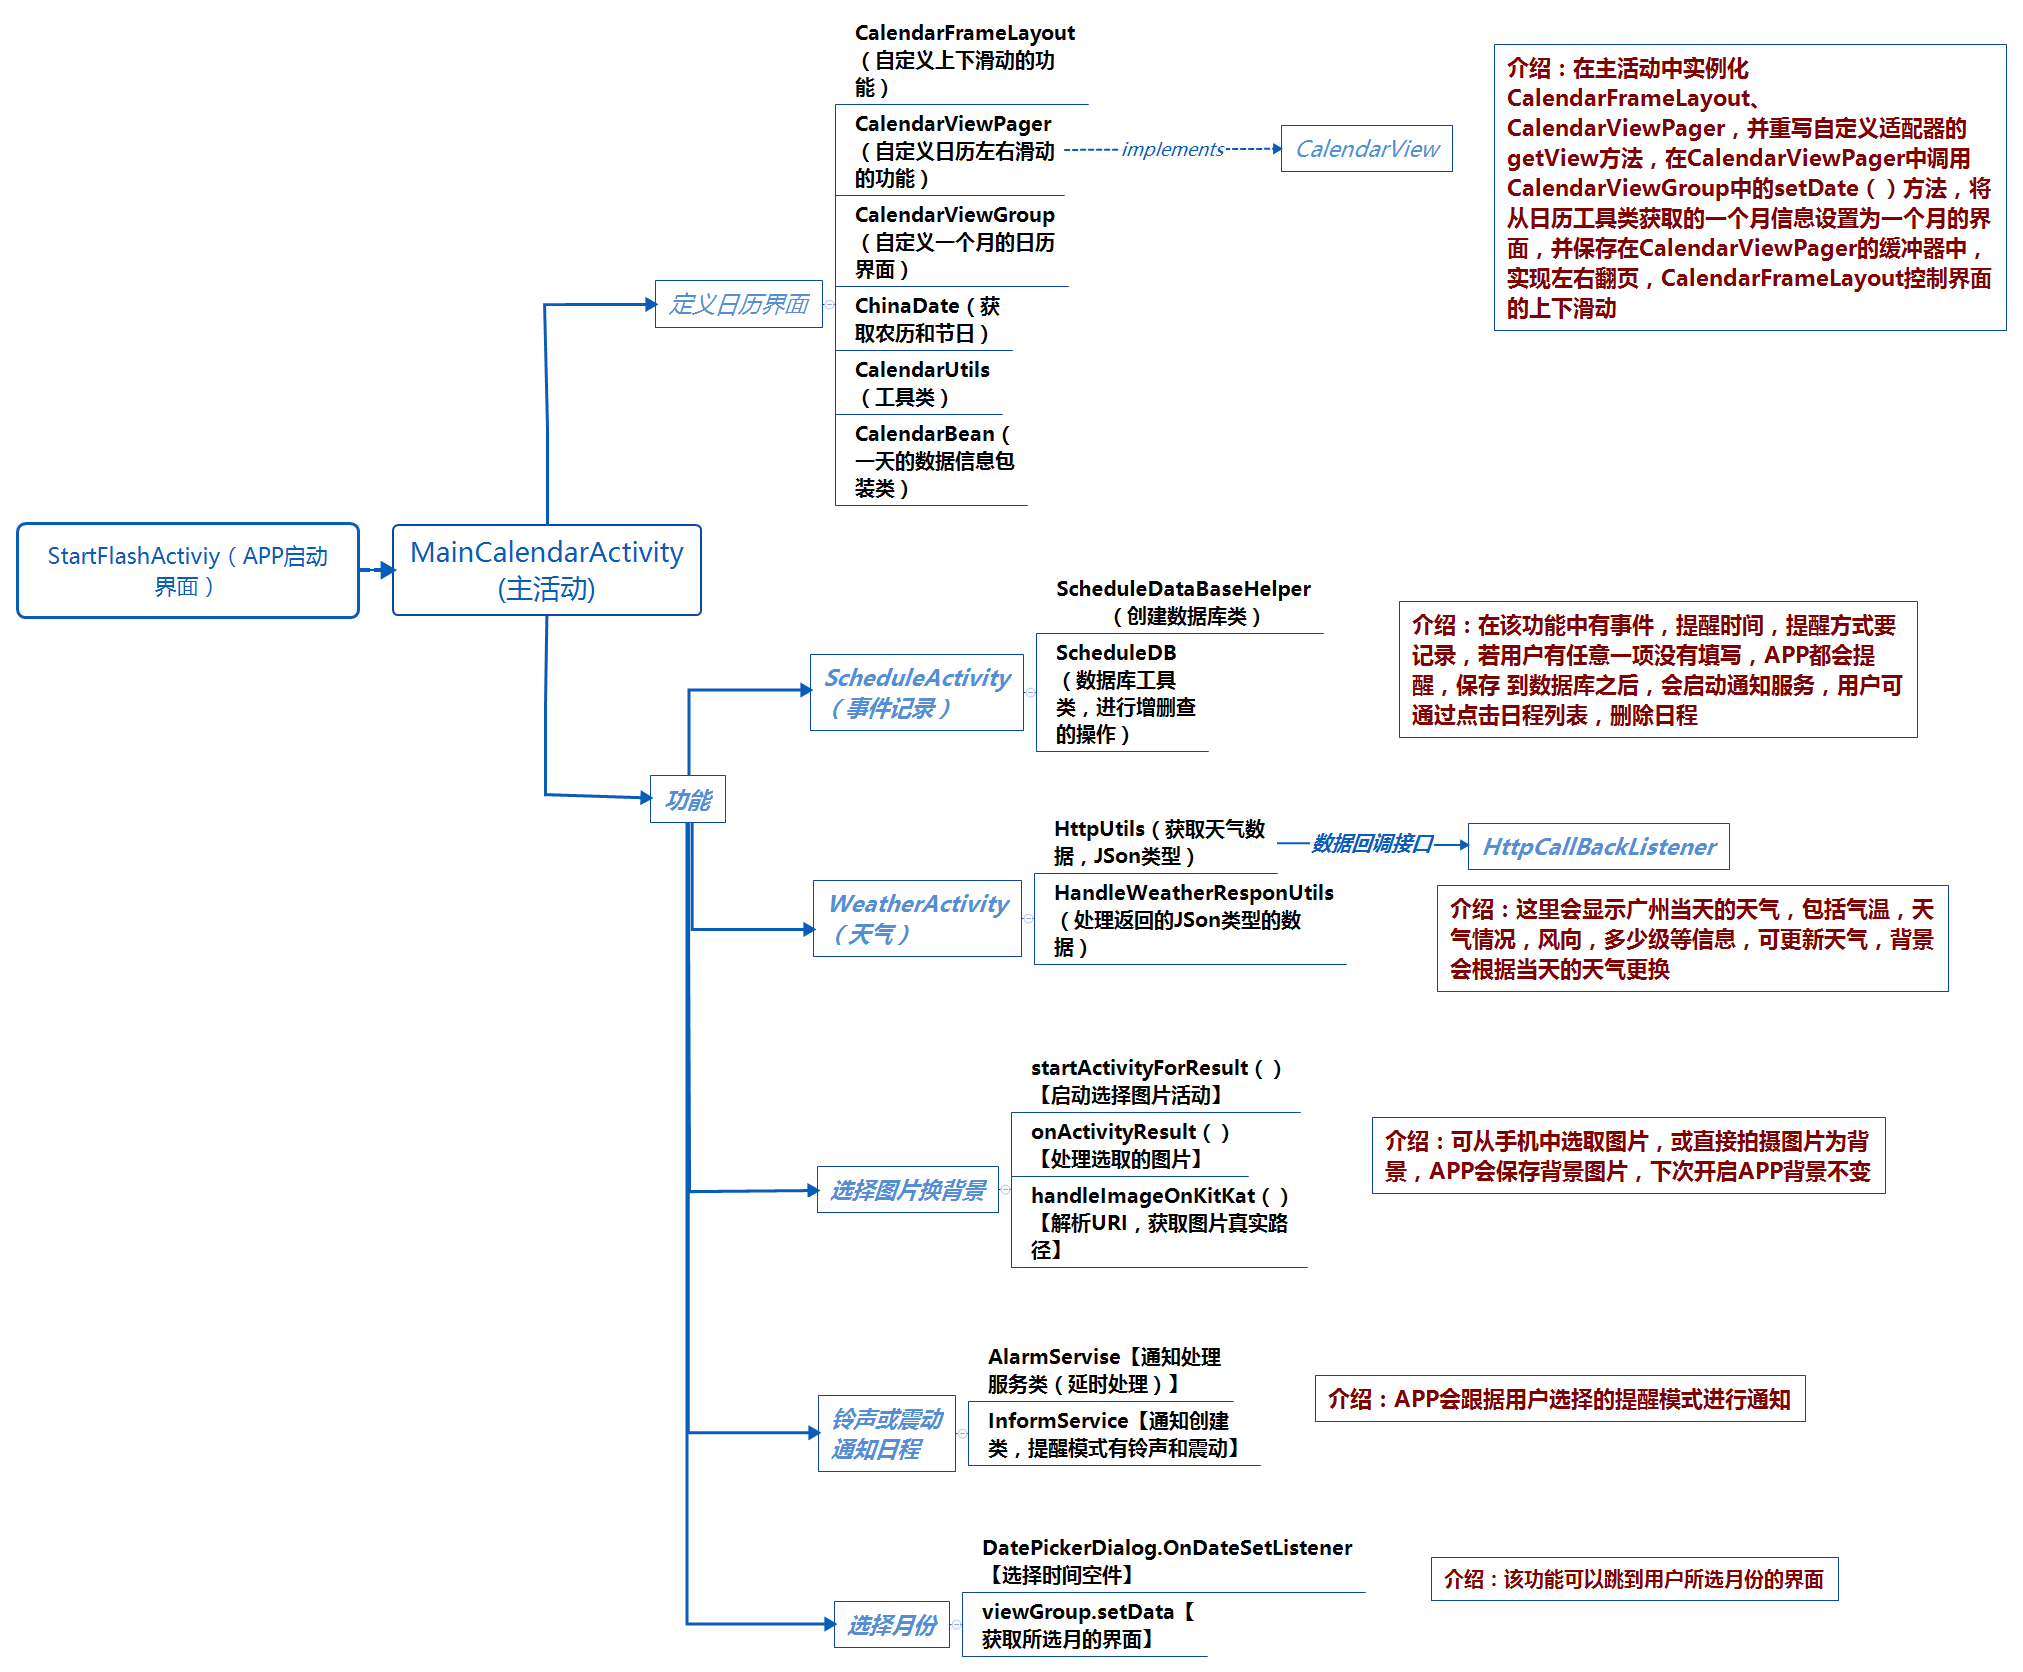 CalendarFrameLayout
（自定义上下滑动的功
能）
CalendarViewPager
（自定义日历左右滑动
的功能）
implements
CalendarView
CalendarViewGroup
（自定义一个月的日历
界面）
ChinaDate（获
取农历和节日）
CalendarUtils
（工具类）
CalendarBean（
一天的数据信息包
装类）
定义日历界面
介绍：在主活动中实例化
CalendarFrameLayout、
CalendarViewPager，并重写自定义适配器的
getView方法，在CalendarViewPager中调用
CalendarViewGroup中的setDate（）方法，将
从日历工具类获取的一个月信息设置为一个月的界
面，并保存在CalendarViewPager的缓冲器中，
实现左右翻页，CalendarFrameLayout控制界面
的上下滑动
StartFlashActiviy（APP启动
界面）
MainCalendarActivity
(主活动)
功能
ScheduleActivity
（事件记录）
ScheduleDataBaseHelper
（创建数据库类）
ScheduleDB
（数据库工具
类，进行增删查
的操作）
介绍：在该功能中有事件，提醒时间，提醒方式要
记录，若用户有任意一项没有填写，APP都会提
醒，保存 到数据库之后，会启动通知服务，用户可
通过点击日程列表，删除日程
WeatherActivity
（天气）
HttpUtils（获取天气数
据，JSon类型）
数据回调接口
HttpCallBackListener
HandleWeatherResponUtils
（处理返回的JSon类型的数
据）
介绍：这里会显示广州当天的天气，包括气温，天
气情况，风向，多少级等信息，可更新天气，背景
会根据当天的天气更换
选择图片换背景
startActivityForResult（）
【启动选择图片活动】
onActivityResult（）
【处理选取的图片】
handleImageOnKitKat（）
【解析URI，获取图片真实路
径】
介绍：可从手机中选取图片，或直接拍摄图片为背
景，APP会保存背景图片，下次开启APP背景不变
铃声或震动
通知日程
AlarmServise【通知处理
服务类（延时处理）】
InformService【通知创建
类，提醒模式有铃声和震动】
介绍：APP会跟据用户选择的提醒模式进行通知
选择月份
DatePickerDialog.OnDateSetListener
【选择时间空件】
viewGroup.setData【
获取所选月的界面】
介绍：该功能可以跳到用户所选月份的界面